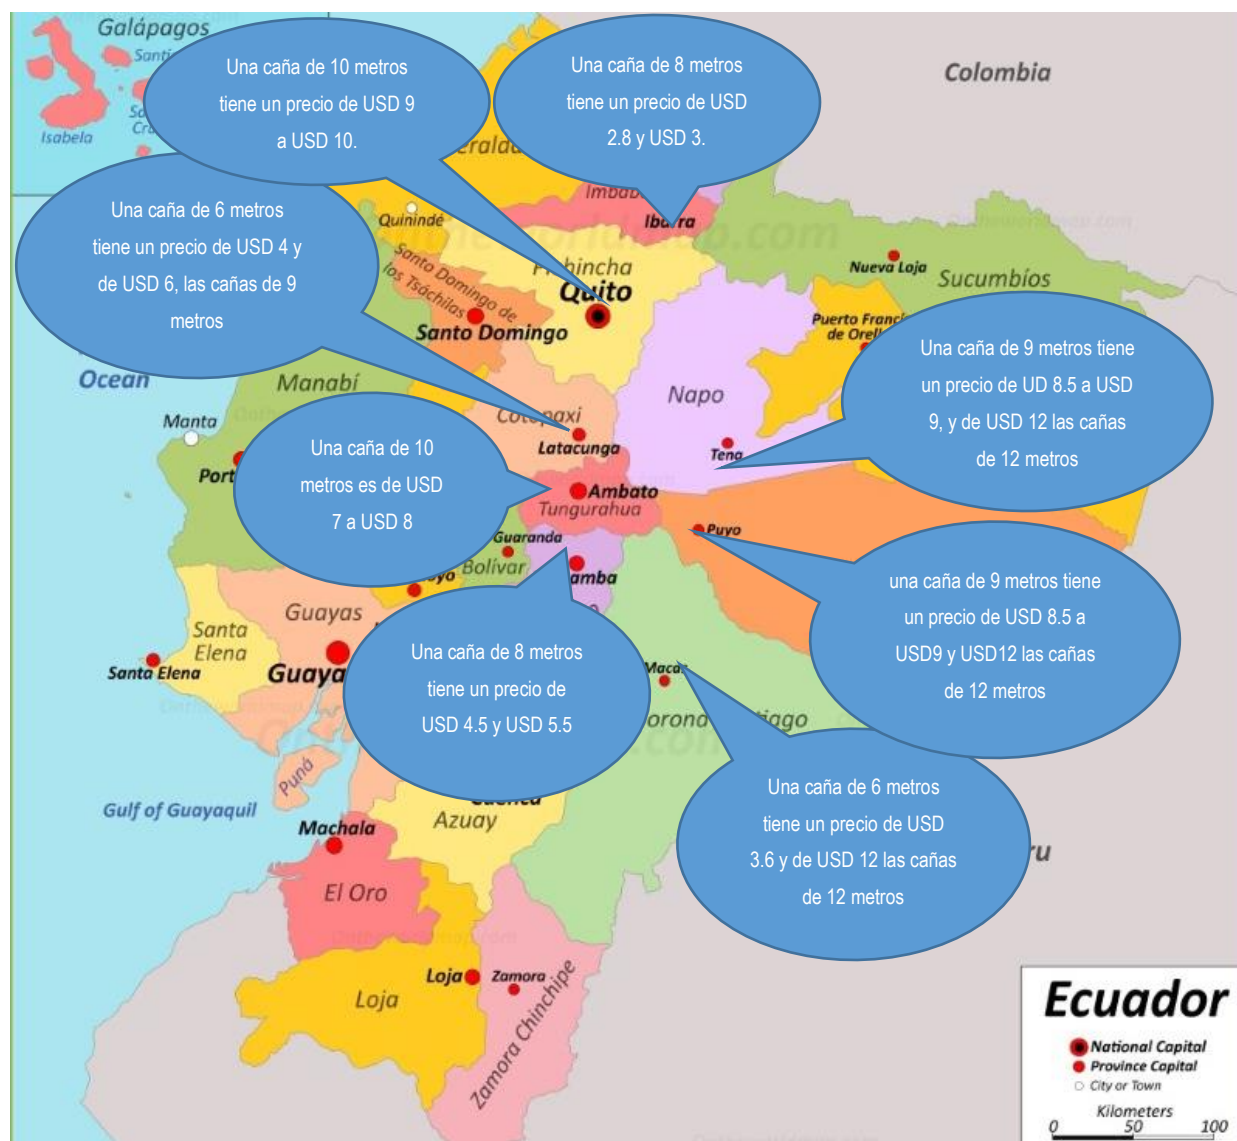 Galápagos
Isabela
Colombia
Una caña de 10 metros
tiene un precio de USD 9
a USD 10.
Una caña de 8 metros
tiene un precio de USD
2.8 y USD 3.
Una caña de 6 metros
tiene un precio de USD 4 y
de USD 6, las cañas de 9
metros
Ibarra
Quinindé
Santo Domingo de
los Tsáchilas
Pichincha
Quito
Santo Domingo
Nueva Loja
Sucumbíos
Ocean
Manabí
Manta
Cotopaxi
Latacunga
Napo
Tena
Una caña de 9 metros tiene
un precio de UD 8.5 a USD
9, y de USD 12 las cañas
de 12 metros
Una caña de 10
metros es de USD
7 a USD 8
Ambato
Tungurahua
Guaranda
Bolívar
Puyo
una caña de 9 metros tiene
un precio de USD 8.5 a
USD9 y USD12 las cañas
de 12 metros
Guayas
Santa
Elena
Santa Elena
Una caña de 8 metros
tiene un precio de
USD 4.5 y USD 5.5
Macas
Puná
Gulf of Guayaquil
Una caña de 6 metros
tiene un precio de USD
3.6 y de USD 12 las cañas
de 12 metros
Azuay
Machala
El Oro
Loja
Loja
Zamora
Zamora Chinchipe
Ecuador
National Capital
Province Capital
City or Town
Kilometers
0 50 100